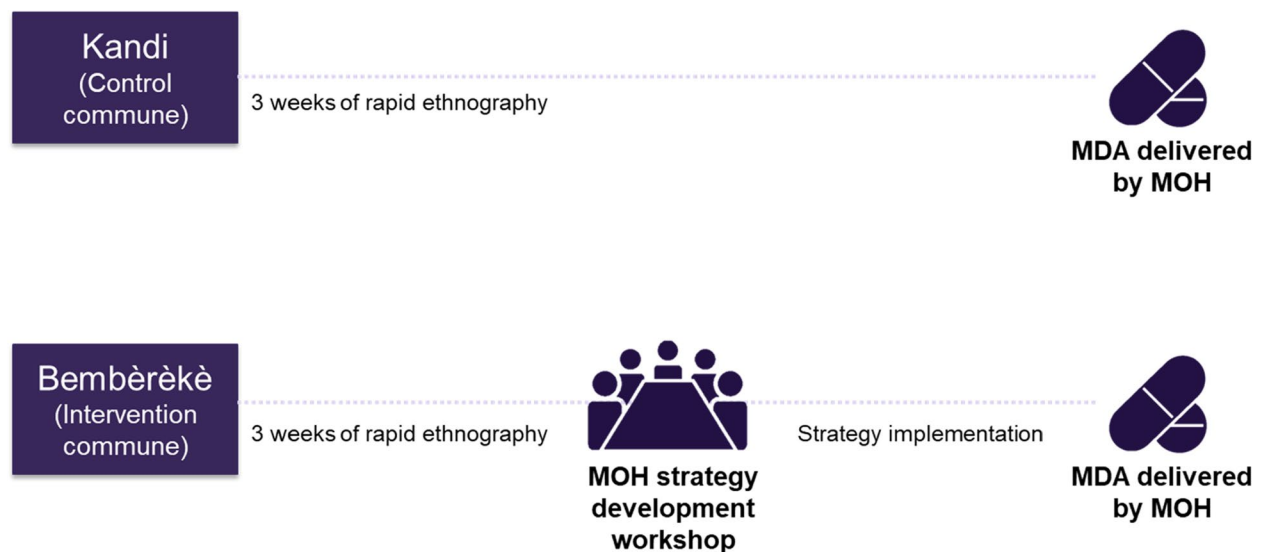 Kandi
(Control
commune)
3 weeks of rapid ethnography
MDA delivered
by MOH
Bembèrèkè
(Intervention
commune)
3 weeks of rapid ethnography
MOH strategy
development
workshop
Strategy implementation
MDA delivered
by MOH